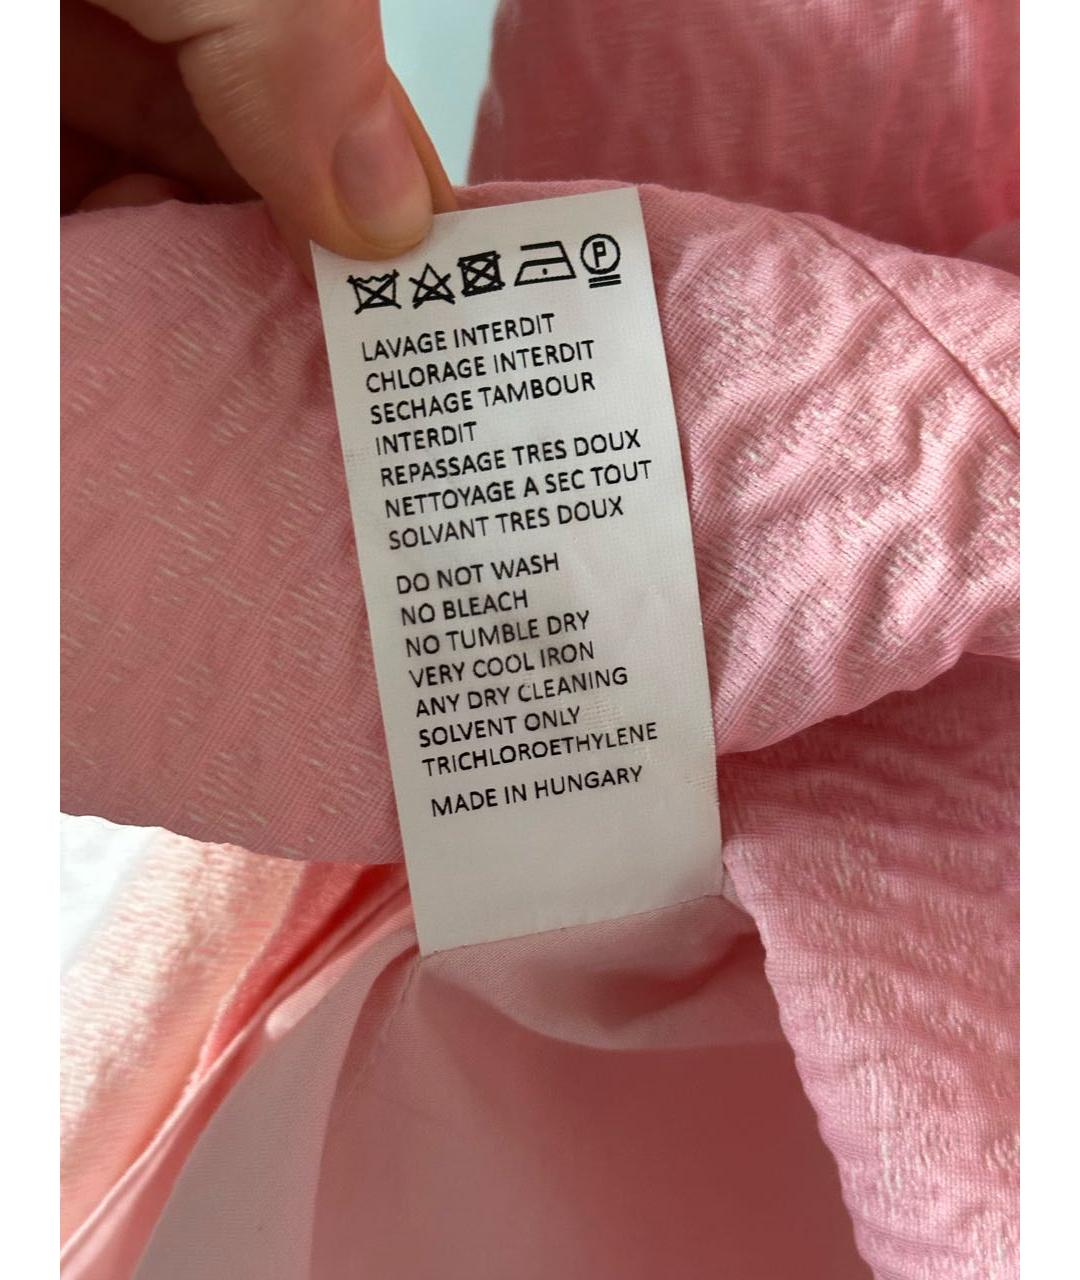 P
LAVAGE INTERDIT
CHLORAGE INTERDIT
SECHAGE TAMBOUR
INTERDIT
REPASSAGE TRES DOUX
NETTOYAGE A SEC TOUT
SOLVANT TRES DOUX
DO NOT WASH
NO BLEACH
NO TUMBLE DRY
VERY COOL IRON
ANY DRY CLEANING
SOLVENT ONLY
TRICHLOROETHYLENE
MADE IN HUNGARY